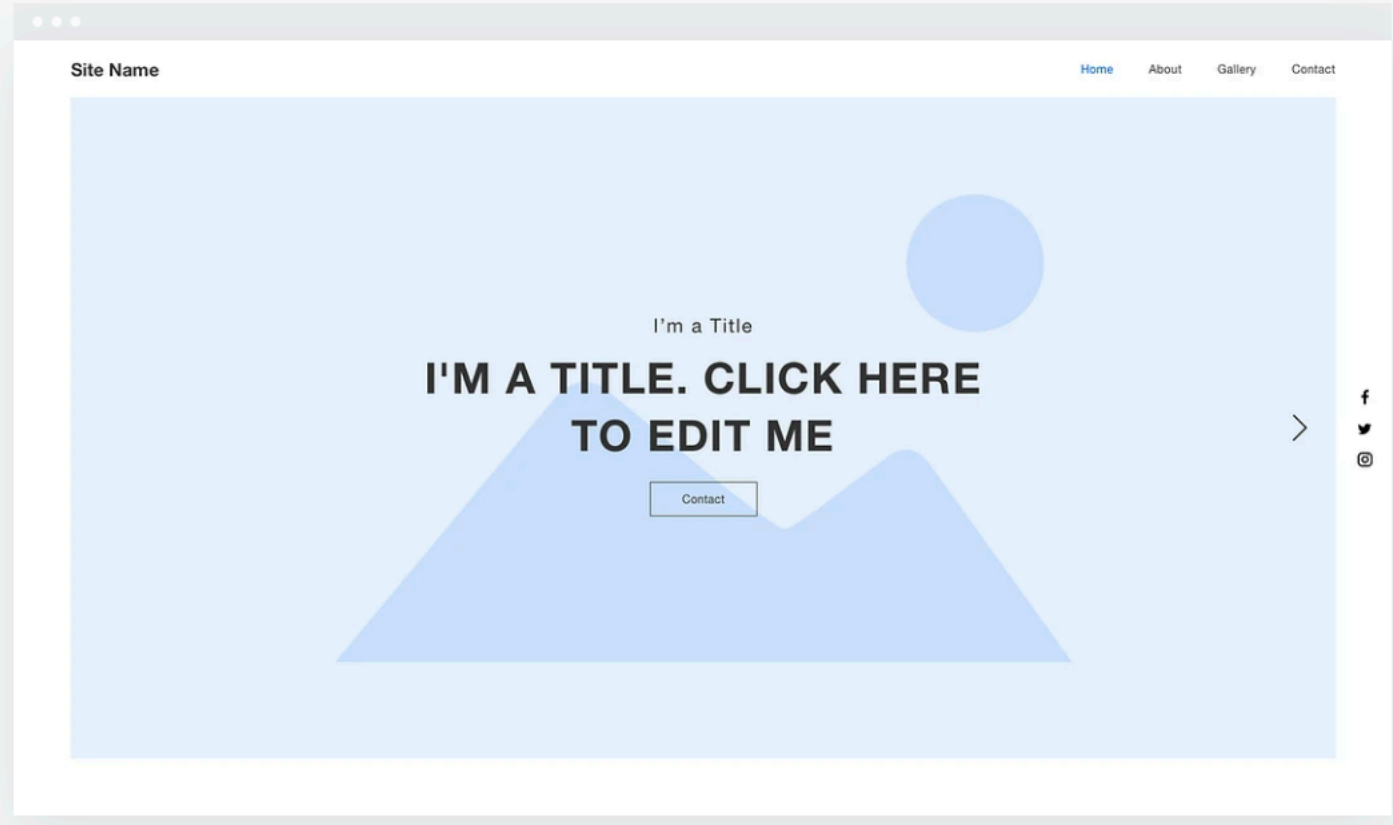 Site Name
Home About Gallery Contact
I’m a Title
I'M A TITLE. CLICK HERE
TO EDIT ME
Contact